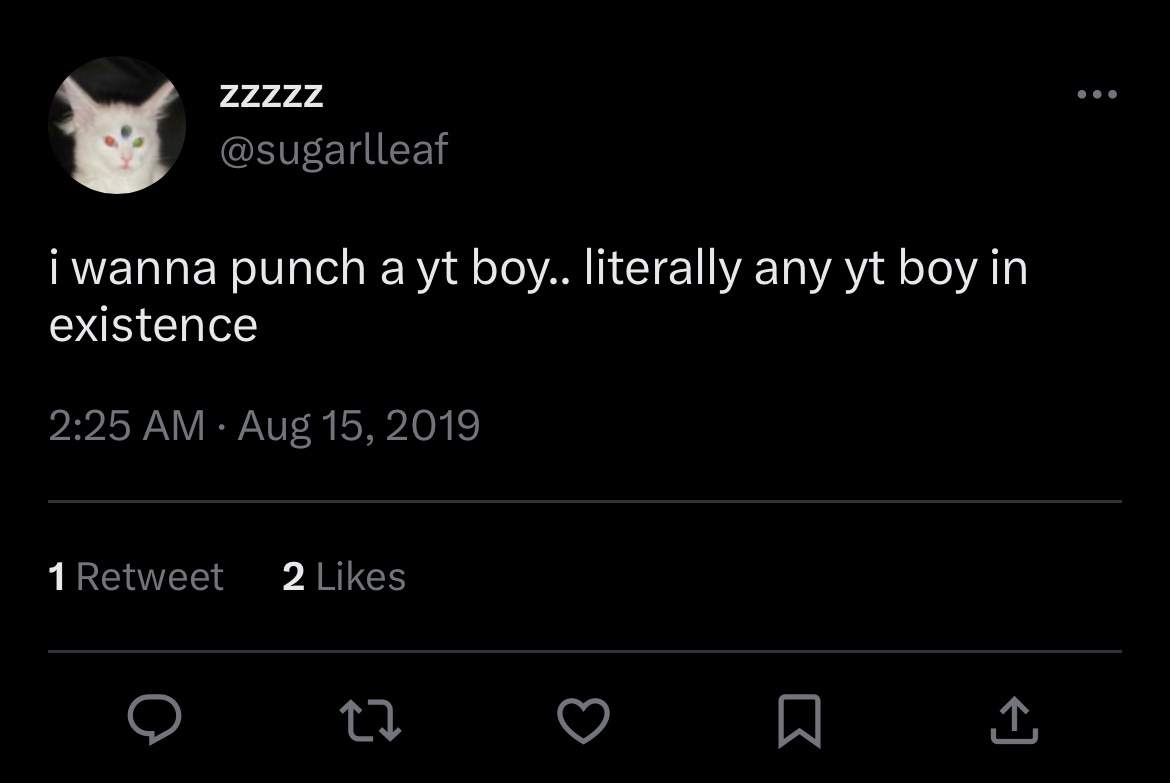 zzzzz
@sugarlleaf
i wanna punch a yt boy.. literally any yt boy in
existence
2:25 AM · Aug 15, 2019
1 Retweet 2 Likes